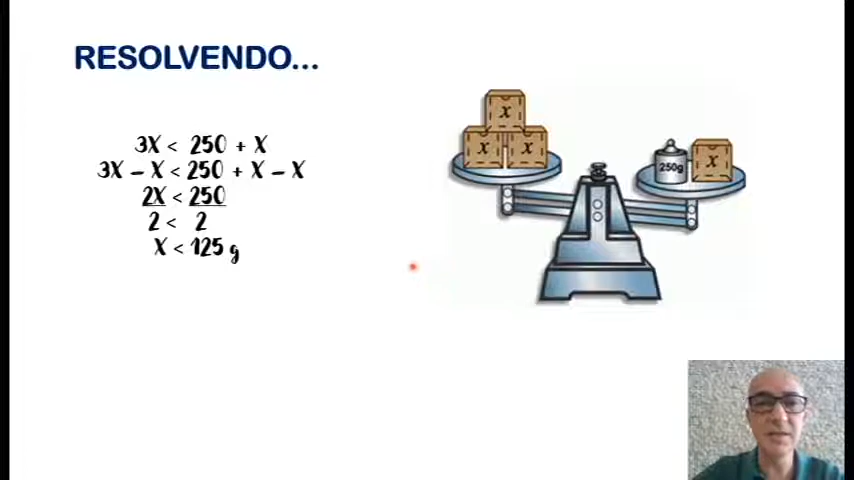 RESOLVENDO...
3X < 250 + X
3X – X < 250 + X – X
2X < 250
2 < 2
X < 125 g
x
x x
250g x